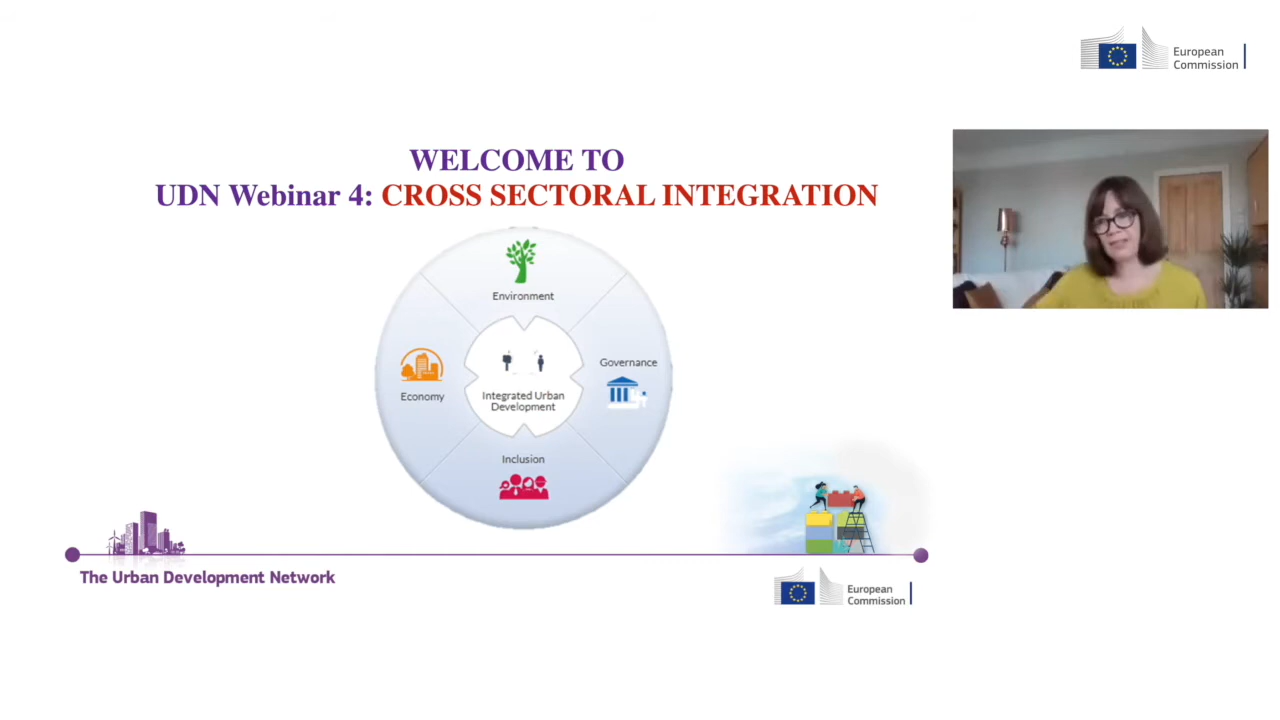 European
Commission
WELCOME TO
UDN Webinar 4: CROSS SECTORAL INTEGRATION
Environment
Governance
Economy
Integrated Urban
Development
Inclusion
The Urban Development Network
European
Commission